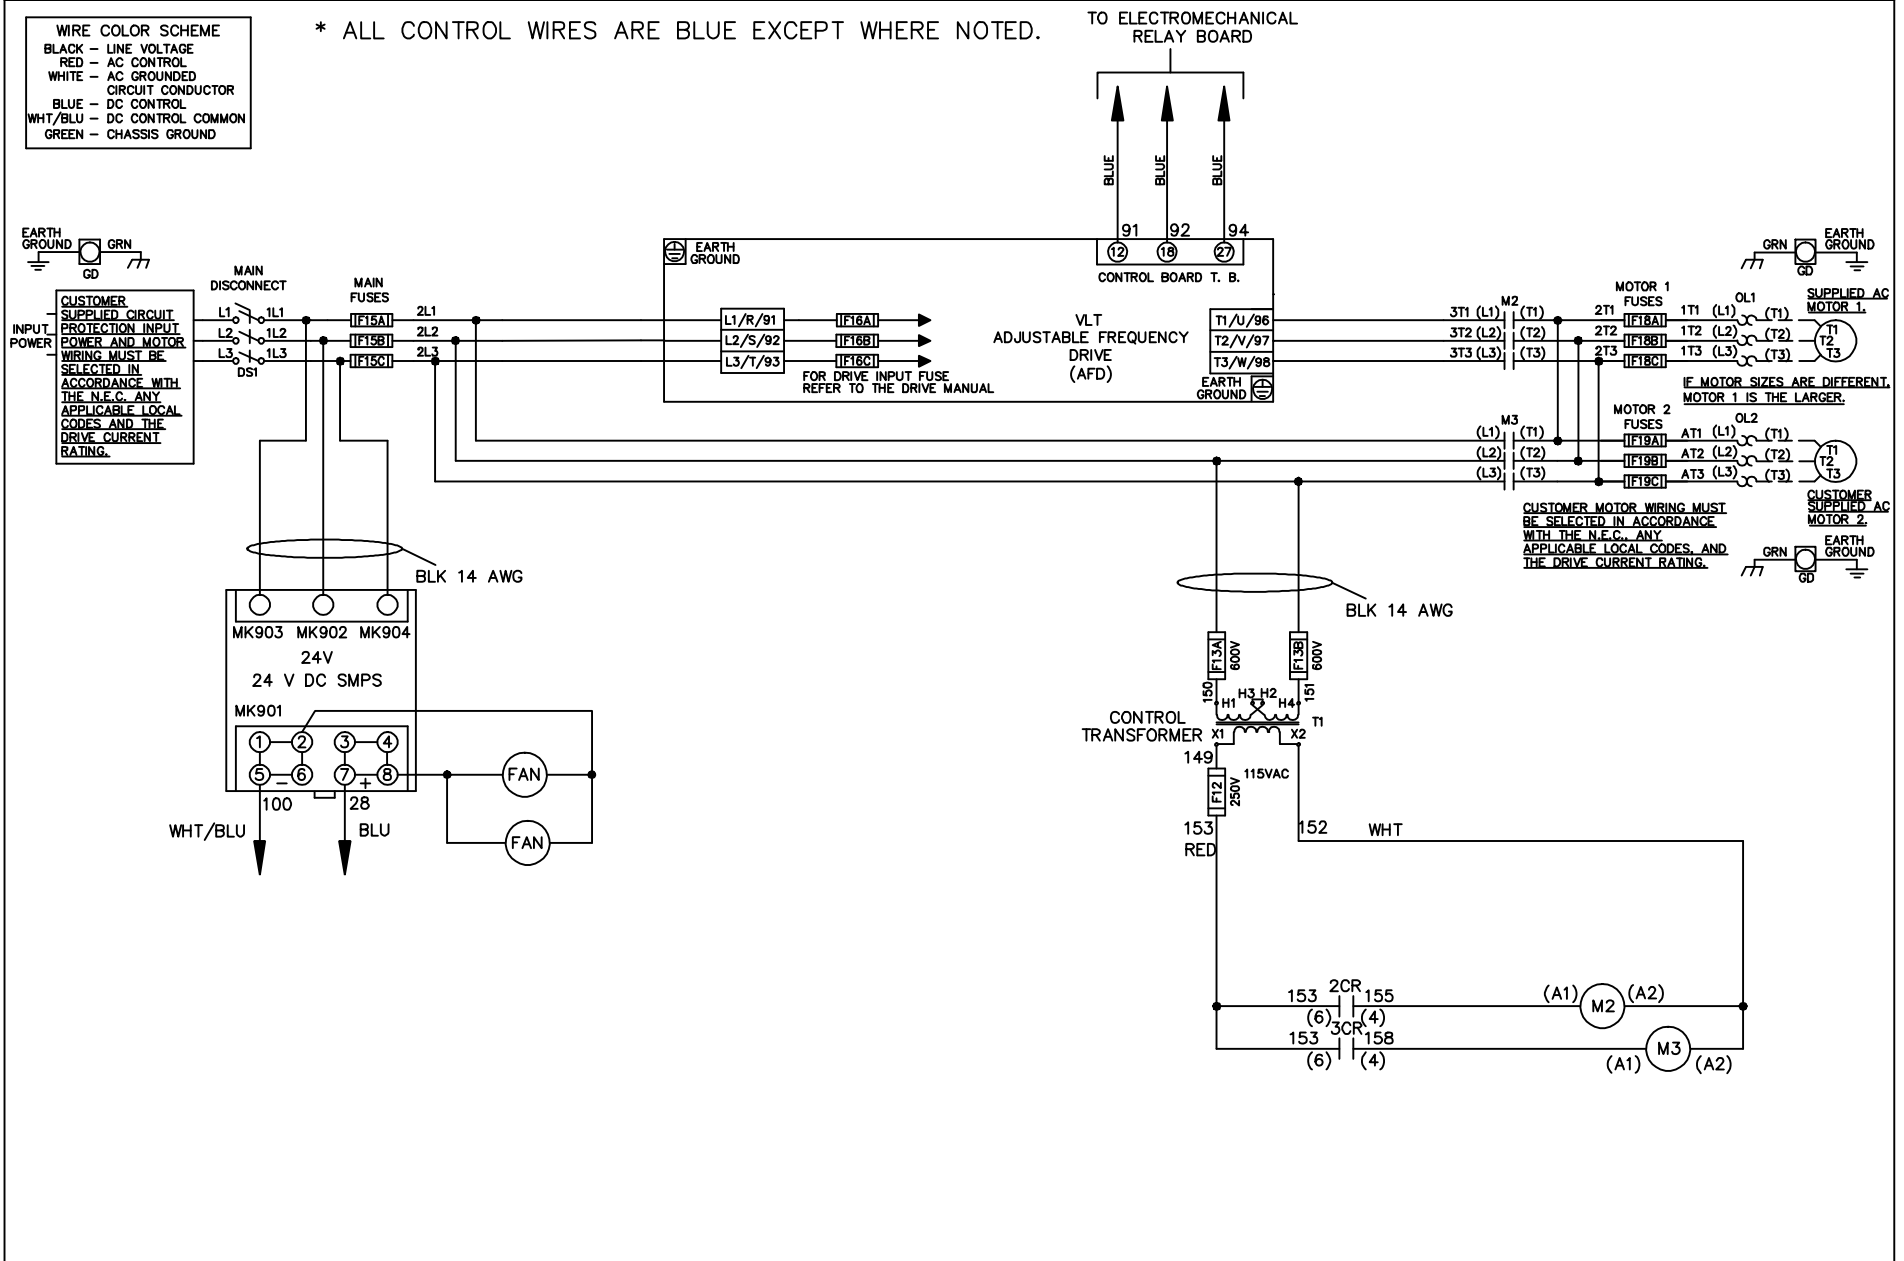 WIRE COLOR SCHEME
BLACK – LINE VOLTAGE
RED – AC CONTROL
WHITE – AC GROUNDED
CIRCUIT CONDUCTOR
BLUE – DC CONTROL
WHT/BLU – DC CONTROL COMMON
GREEN – CHASSIS GROUND
* ALL CONTROL WIRES ARE BLUE EXCEPT WHERE NOTED.
TO ELECTROMECHANICAL
RELAY BOARD
BLUE
BLUE
BLUE
91 92 94
12 18 27
CONTROL BOARD T. B.
EARTH
GROUND
GRN
GD
INPUT
POWER
CUSTOMER
SUPPLIED CIRCUIT
PROTECTION INPUT
POWER AND MOTOR
WIRING MUST BE
SELECTED IN
ACCORDANCE WITH
THE N.E.C. ANY
APPLICABLE LOCAL
CODES AND THE
DRIVE CURRENT
RATING.
MAIN
DISCONNECT
L1 1L1
L2 1L2
L3 1L3
DS1
MAIN
FUSES
F15A
F15B
F15C
2L1
2L2
2L3
EARTH
GROUND
L1/R/91
L2/S/92
L3/T/93
F16A
F16B
F16C
FOR DRIVE INPUT FUSE
REFER TO THE DRIVE MANUAL
VLT
ADJUSTABLE FREQUENCY
DRIVE
(AFD)
T1/U/96
T2/V/97
T3/W/98
EARTH
GROUND
M2
3T1 (L1) (T1)
3T2 (L2) (T2)
3T3 (L3) (T3)
MOTOR 1
FUSES
2T1 F18A 1T1 (L1)
2T2 F18B 1T2 (L2)
2T3 F18C 1T3 (L3)
OL1
(T1)
(T2)
(T3)
GRN
GD
EARTH
GROUND
SUPPLIED AC
MOTOR 1.
T1
T2
T3
IF MOTOR SIZES ARE DIFFERENT,
MOTOR 1 IS THE LARGER.
M3
(L1) (T1)
(L2) (T2)
(L3) (T3)
MOTOR 2
FUSES
F19A AT1 (L1)
F19B AT2 (L2)
F19C AT3 (L3)
OL2
(T1)
(T2)
(T3)
T1
T2
T3
CUSTOMER
SUPPLIED AC
MOTOR 2.
CUSTOMER MOTOR WIRING MUST
BE SELECTED IN ACCORDANCE
WITH THE N.E.C., ANY
APPLICABLE LOCAL CODES, AND
THE DRIVE CURRENT RATING.
GRN
GD
EARTH
GROUND
BLK 14 AWG
MK903 MK902 MK904
24V
24 V DC SMPS
MK901
1 2 3 4
5 – 6 7 + 8
100 28
WHT/BLU
BLU
FAN
FAN
BLK 14 AWG
F13A
600V
F13B
600V
150
151
H1 H3 H2 H4
T1
CONTROL
TRANSFORMER
X1 X2
149
F12
250V
115VAC
153
RED
152 WHT
153 2CR 155
(6) (4)
(A1) M2 (A2)
153 3CR 158
(6) (4)
(A1) M3 (A2)